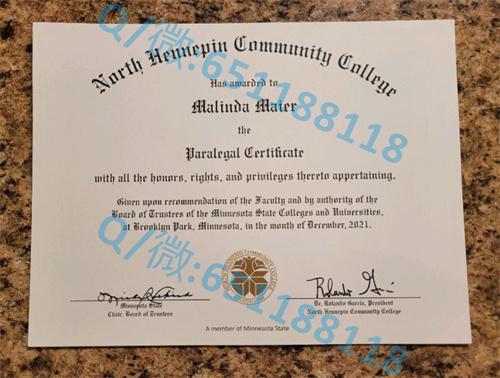 North Hennepin Community College
Has awarded to
Malinda Maier
the
Paralegal Certificate
with all the honors, rights, and privileges thereto appertaining.
Given upon recommendation of the Faculty and by authority of the
Board of Trustees of the Minnesota State Colleges and Universities,
at Brooklyn Park, Minnesota, in the month of December, 2021.
Minnesota State
Chair, Board of Trustees
Dr. Rolando García, President
North Hennepin Community College
A member of Minnesota State
Q/微:651188118
Q/微:651188118